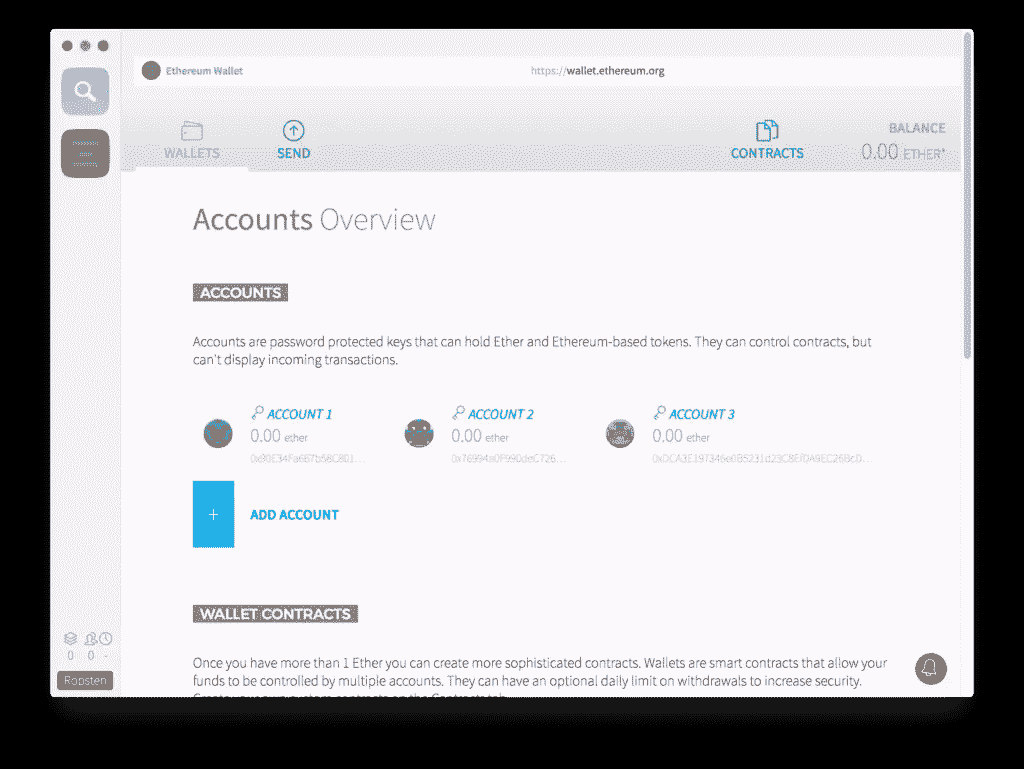 Ethereum Wallet
https://wallet.ethereum.org
WALLETS
SEND
CONTRACTS
BALANCE
0.00 ETHER*
Accounts Overview
ACCOUNTS
Accounts are password protected keys that can hold Ether and Ethereum-based tokens. They can control contracts, but
can't display incoming transactions.
ACCOUNT 1
0.00 ether
ACCOUNT 2
0.00 ether
ACCOUNT 3
0.00 ether
+
ADD ACCOUNT
WALLET CONTRACTS
Once you have more than 1 Ether you can create more sophisticated contracts. Wallets are smart contracts that allow your
funds to be controlled by multiple accounts. They can have an optional daily limit on withdrawals to increase security.
0 0 -
Ropsten